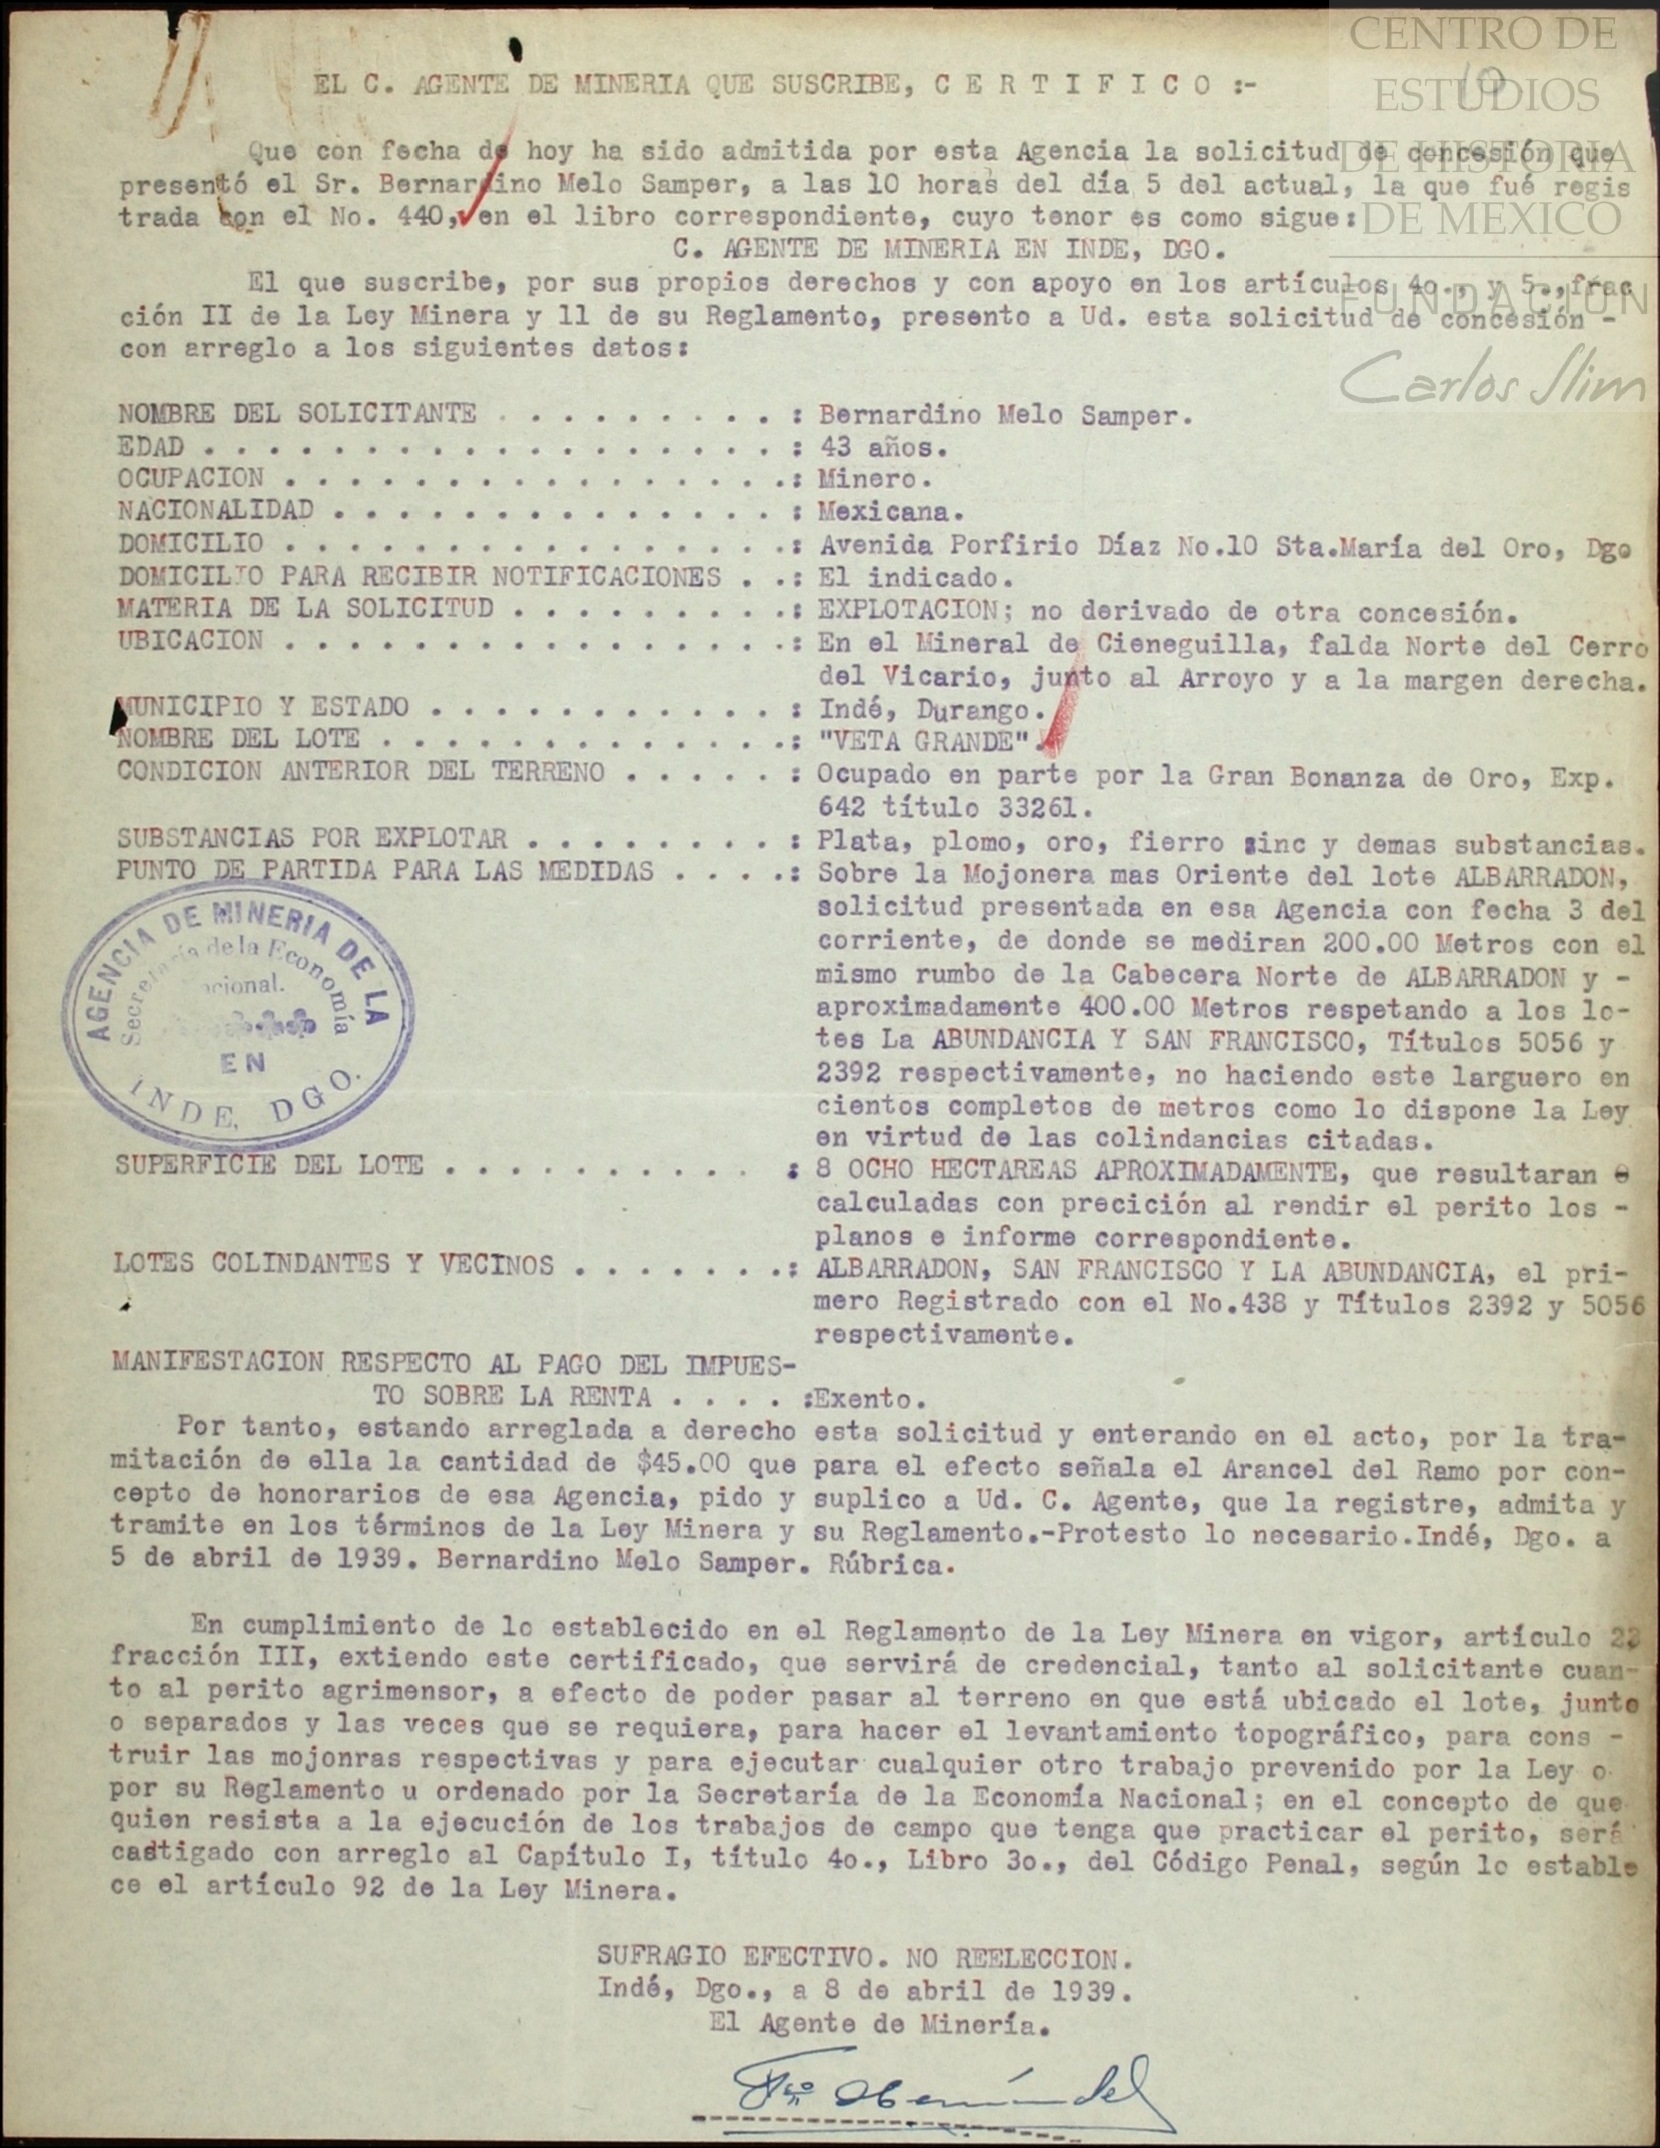 CENTRO DE
ESTUDIOS
DE HISTORIA
DE MEXICO
FUNDACIÓN
Carlos Slim
10
EL C. AGENTE DE MINERIA QUE SUSCRIBE, C E R T I F I C O :-
Que con fecha de hoy ha sido admitida por esta Agencia la solicitud de concesión que
presentó el Sr. Bernardino Melo Samper, a las 10 horas del día 5 del actual, la que fué regis
trada con el No. 440, en el libro correspondiente, cuyo tenor es como sigue:
C. AGENTE DE MINERIA EN INDE, DGO.
El que suscribe, por sus propios derechos y con apoyo en los artículos 4o., y 5.,frac
ción II de la Ley Minera y 11 de su Reglamento, presento a Ud. esta solicitud de concesión -
con arreglo a los siguientes datos:
NOMBRE DEL SOLICITANTE . . . . . . . . . : Bernardino Melo Samper.
EDAD . . . . . . . . . . . . . . . . . . : 43 años.
OCUPACION . . . . . . . . . . . . . . . .: Minero.
NACIONALIDAD . . . . . . . . . . . . . . : Mexicana.
DOMICILIO . . . . . . . . . . . . . . . .: Avenida Porfirio Díaz No.10 Sta.María del Oro, Dgo
DOMICILIO PARA RECIBIR NOTIFICACIONES . .: El indicado.
MATERIA DE LA SOLICITUD . . . . . . . . .: EXPLOTACION; no derivado de otra concesión.
UBICACION . . . . . . . . . . . . . . . .: En el Mineral de Cieneguilla, falda Norte del Cerro
del Vicario, junto al Arroyo y a la margen derecha.
MUNICIPIO Y ESTADO . . . . . . . . . . . : Indé, Durango.
NOMBRE DEL LOTE . . . . . . . . . . . . .: "VETA GRANDE".
CONDICION ANTERIOR DEL TERRENO . . . . . : Ocupado en parte por la Gran Bonanza de Oro, Exp.
642 título 33261.
SUBSTANCIAS POR EXPLOTAR . . . . . . . . : Plata, plomo, oro, fierro zinc y demas substancias.
PUNTO DE PARTIDA PARA LAS MEDIDAS . . . .: Sobre la Mojonera mas Oriente del lote ALBARRADON,
solicitud presentada en esa Agencia con fecha 3 del
corriente, de donde se mediran 200.00 Metros con el
mismo rumbo de la Cabecera Norte de ALBARRADON y -
aproximadamente 400.00 Metros respetando a los lo-
tes La ABUNDANCIA Y SAN FRANCISCO, Títulos 5056 y
2392 respectivamente, no haciendo este larguero en
cientos completos de metros como lo dispone la Ley
en virtud de las colindancias citadas.
AGENCIA DE MINERIA DE LA
Secretaría de la Economía
Nacional.
EN
INDE, DGO.
SUPERFICIE DEL LOTE . . . . . . . . . . : 8 OCHO HECTAREAS APROXIMADAMENTE, que resultaran
calculadas con precición al rendir el perito los -
planos e informe correspondiente.
LOTES COLINDANTES Y VECINOS . . . . . . .: ALBARRADON, SAN FRANCISCO Y LA ABUNDANCIA, el pri-
mero Registrado con el No.438 y Títulos 2392 y 5056
respectivamente.
MANIFESTACION RESPECTO AL PAGO DEL IMPUES-
TO SOBRE LA RENTA . . . . :Exento.
Por tanto, estando arreglada a derecho esta solicitud y enterando en el acto, por la tra-
mitación de ella la cantidad de $45.00 que para el efecto señala el Arancel del Ramo por con-
cepto de honorarios de esa Agencia, pido y suplico a Ud. C. Agente, que la registre, admita y
tramite en los términos de la Ley Minera y su Reglamento.-Protesto lo necesario.Indé, Dgo. a
5 de abril de 1939. Bernardino Melo Samper. Rúbrica.
En cumplimiento de lo establecido en el Reglamento de la Ley Minera en vigor, artículo 23
fracción III, extiendo este certificado, que servirá de credencial, tanto al solicitante cuan-
to al perito agrimensor, a efecto de poder pasar al terreno en que está ubicado el lote, junto
o separados y las veces que se requiera, para hacer el levantamiento topográfico, para cons -
truir las mojonras respectivas y para ejecutar cualquier otro trabajo prevenido por la Ley o
por su Reglamento u ordenado por la Secretaría de la Economía Nacional; en el concepto de que
quien resista a la ejecución de los trabajos de campo que tenga que practicar el perito, será
castigado con arreglo al Capítulo I, título 4o., Libro 3o., del Código Penal, según lo estable
ce el artículo 92 de la Ley Minera.
SUFRAGIO EFECTIVO. NO REELECCION.
Indé, Dgo., a 8 de abril de 1939.
El Agente de Minería.
Fco Hernández